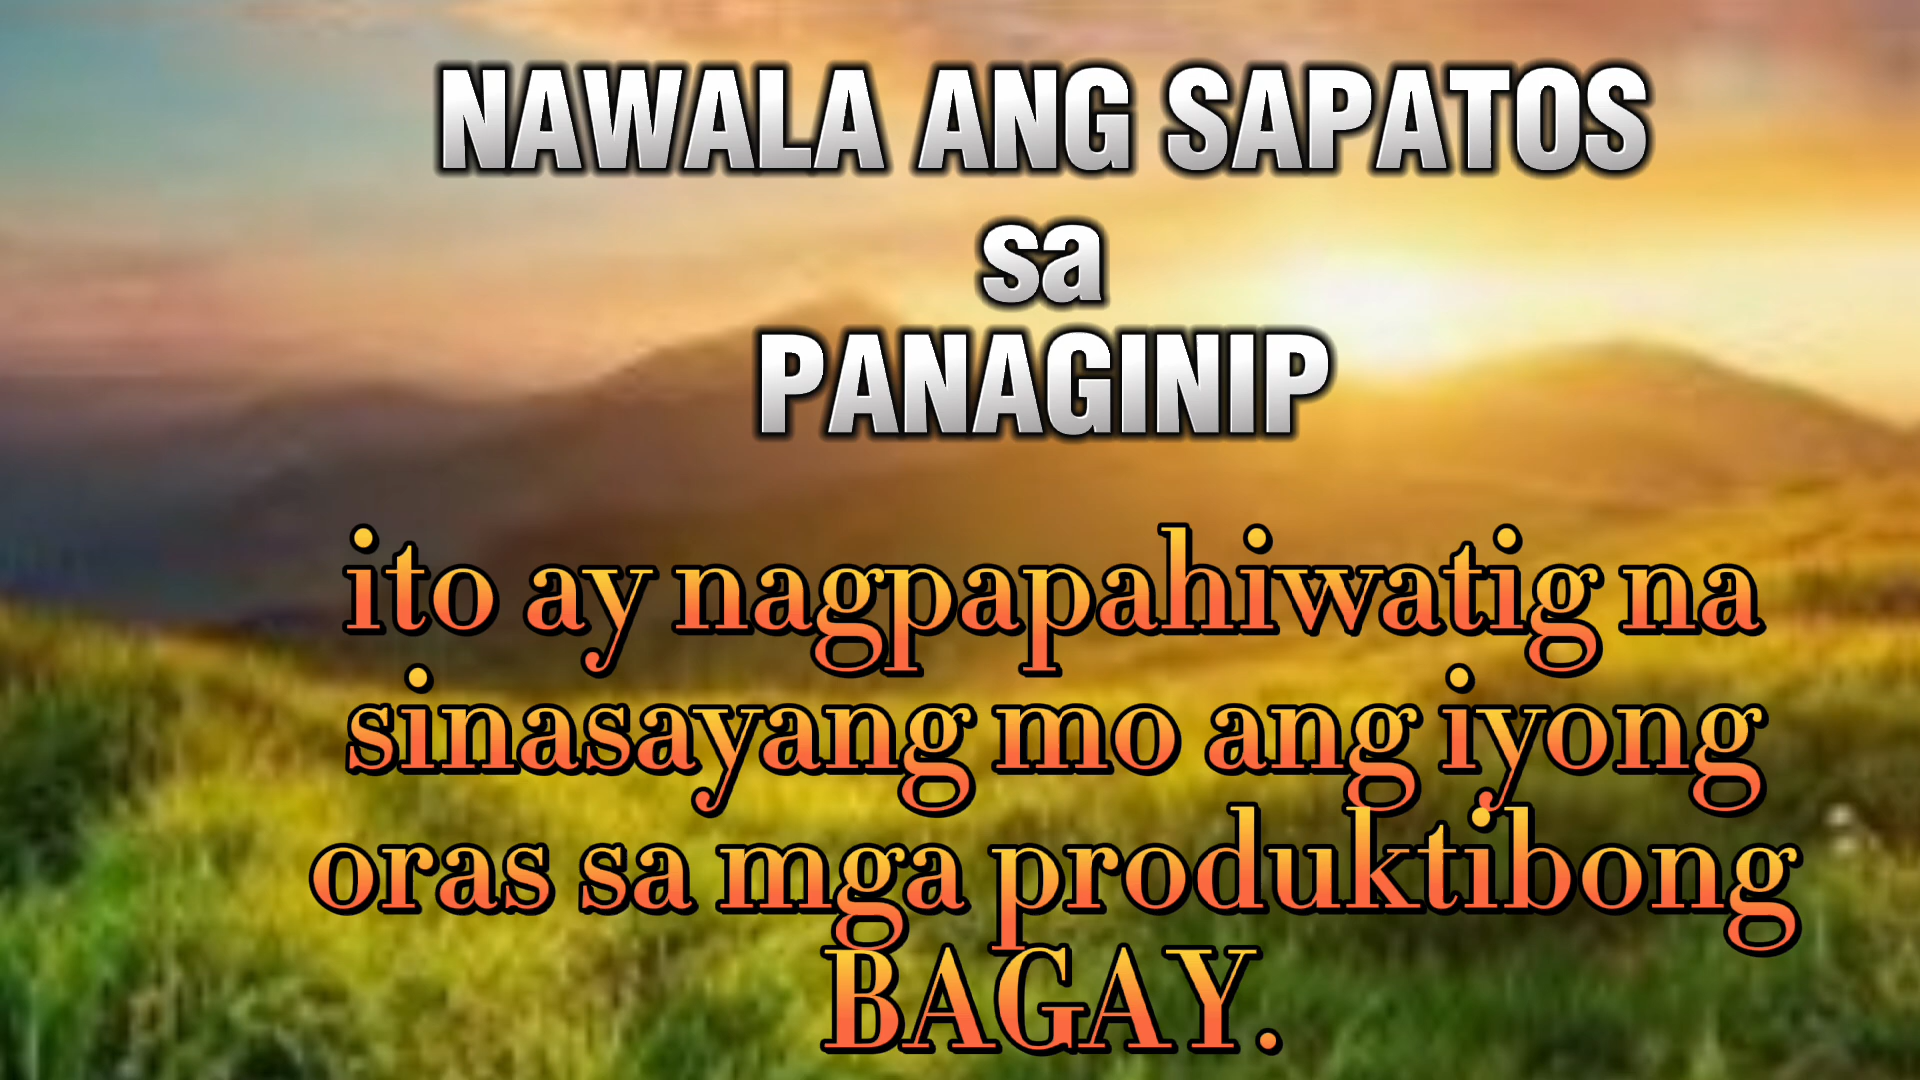 NAWALA ANG SAPATOS
sa
PANAGINIP
ito ay nagpapahiwatig na
sinasayang mo ang iyong
oras sa mga produktibong
BAGAY.